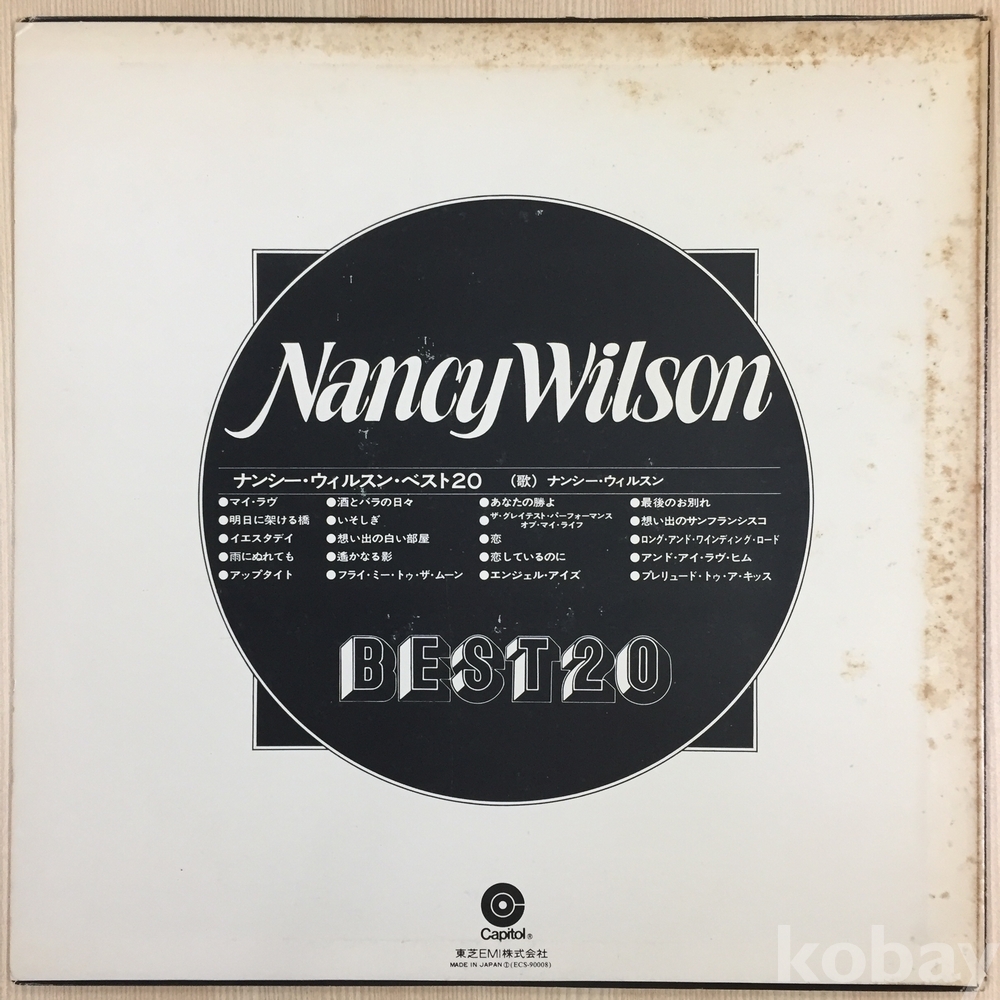 Nancy Wilson
ナンシー・ウィルスン・ベスト20 (歌) ナンシー・ウィルスン
●マイ・ラヴ
●明日に架ける橋
●イエスタデイ
●雨にぬれても
●アップタイト
●酒とバラの日々
●いそしぎ
●想い出の白い部屋
●遙かなる影
●フライ・ミー・トゥ・ザ・ムーン
●あなたの勝よ
●ザ・グレイテスト・パーフォーマンス
オブ・マイ・ライフ
●恋
●恋しているのに
●エンジェル・アイズ
●最後のお別れ
●想い出のサンフランシスコ
●ロング・アンド・ワインディング・ロード
●アンド・アイ・ラヴ・ヒム
●プレリュード・トゥ・ア・キッス
BEST20
Capitol®
東芝EMI株式会社
MADE IN JAPAN ①(ECS-90008)
kobay